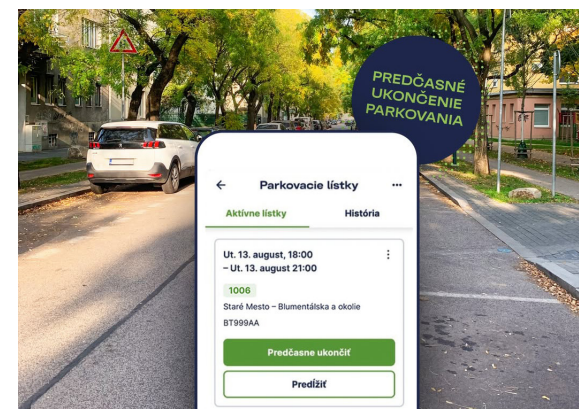 PREDČASNÉ
UKONČENIE
PARKOVANIA
Parkovacie lístky
Aktívne lístky
História
Ut. 13. august, 18:00
– Ut. 13. august 21:00
1006
Staré Mesto – Blumentálska a okolie
BT999AA
Predčasne ukončiť
Predĺžiť